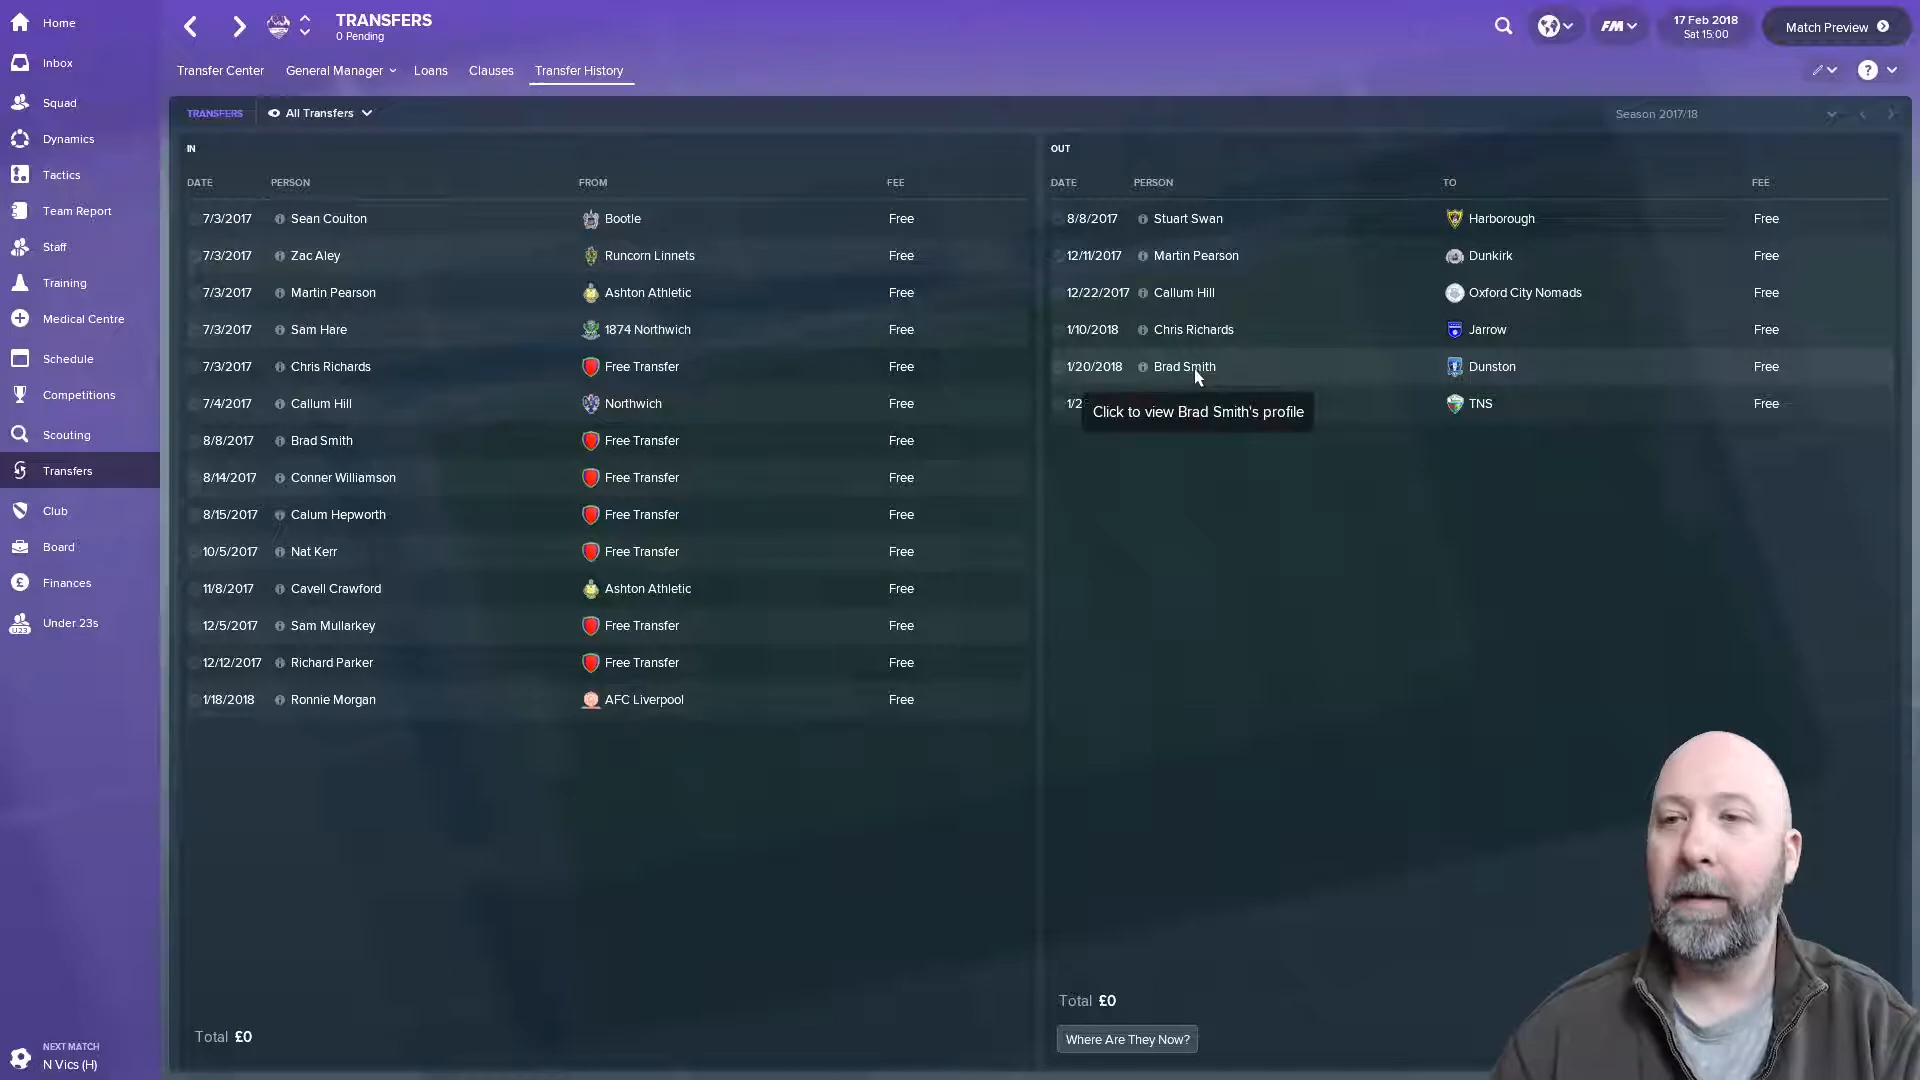 Home
Inbox
Squad
Dynamics
Tactics
Team Report
Staff
Training
Medical Centre
Schedule
Competitions
Scouting
Transfers
Club
Board
Finances
U23
Under 23s
NEXT MATCH
N Vics (H)
TRANSFERS
0 Pending
FM
17 Feb 2018
Sat 15:00
Match Preview
Transfer Center General Manager Loans Clauses Transfer History
?
TRANSFERS All Transfers
Season 2017/18
IN
DATE PERSON FROM FEE
7/3/2017 Sean Coulton Bootle Free
7/3/2017 Zac Aley Runcorn Linnets Free
7/3/2017 Martin Pearson Ashton Athletic Free
7/3/2017 Sam Hare 1874 Northwich Free
7/3/2017 Chris Richards Free Transfer Free
7/4/2017 Callum Hill Northwich Free
8/8/2017 Brad Smith Free Transfer Free
8/14/2017 Conner Williamson Free Transfer Free
8/15/2017 Calum Hepworth Free Transfer Free
10/5/2017 Nat Kerr Free Transfer Free
11/8/2017 Cavell Crawford Ashton Athletic Free
12/5/2017 Sam Mullarkey Free Transfer Free
12/12/2017 Richard Parker Free Transfer Free
1/18/2018 Ronnie Morgan AFC Liverpool Free
Total £0
OUT
DATE PERSON TO FEE
8/8/2017 Stuart Swan Harborough Free
12/11/2017 Martin Pearson Dunkirk Free
12/22/2017 Callum Hill Oxford City Nomads Free
1/10/2018 Chris Richards Jarrow Free
1/20/2018 Brad Smith Dunston Free
1/2 TNS Free
Click to view Brad Smith's profile
Total £0
Where Are They Now?